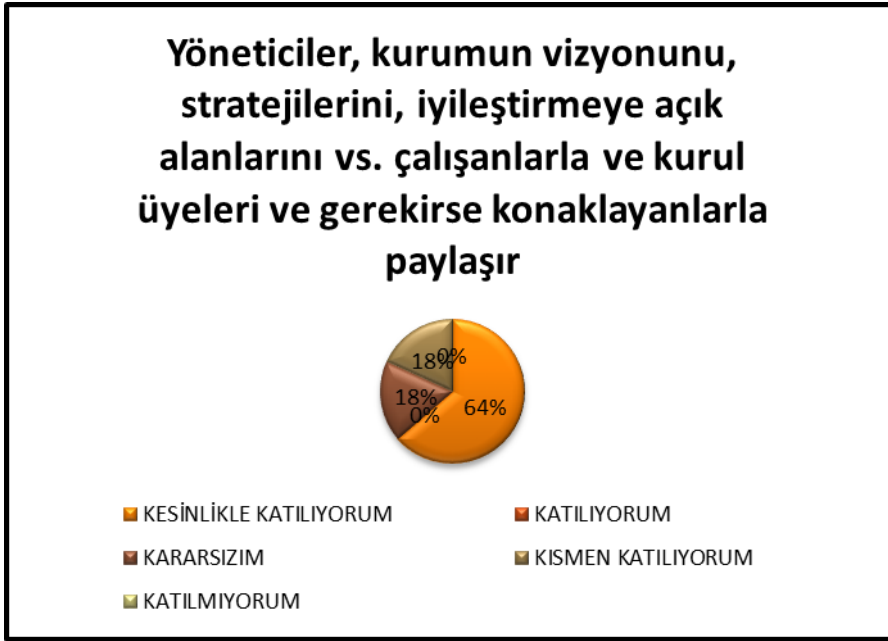 Yöneticiler, kurumun vizyonunu,
stratejilerini, iyileştirmeye açık
alanlarını vs. çalışanlarla ve kurul
üyeleri ve gerekirse konaklayanlarla
paylaşır
18%
0%
18%
0%
64%
KESİNLİKLE KATILIYORUM
KATILIYORUM
KARARSIZIM
KISMEN KATILIYORUM
KATILMIYORUM